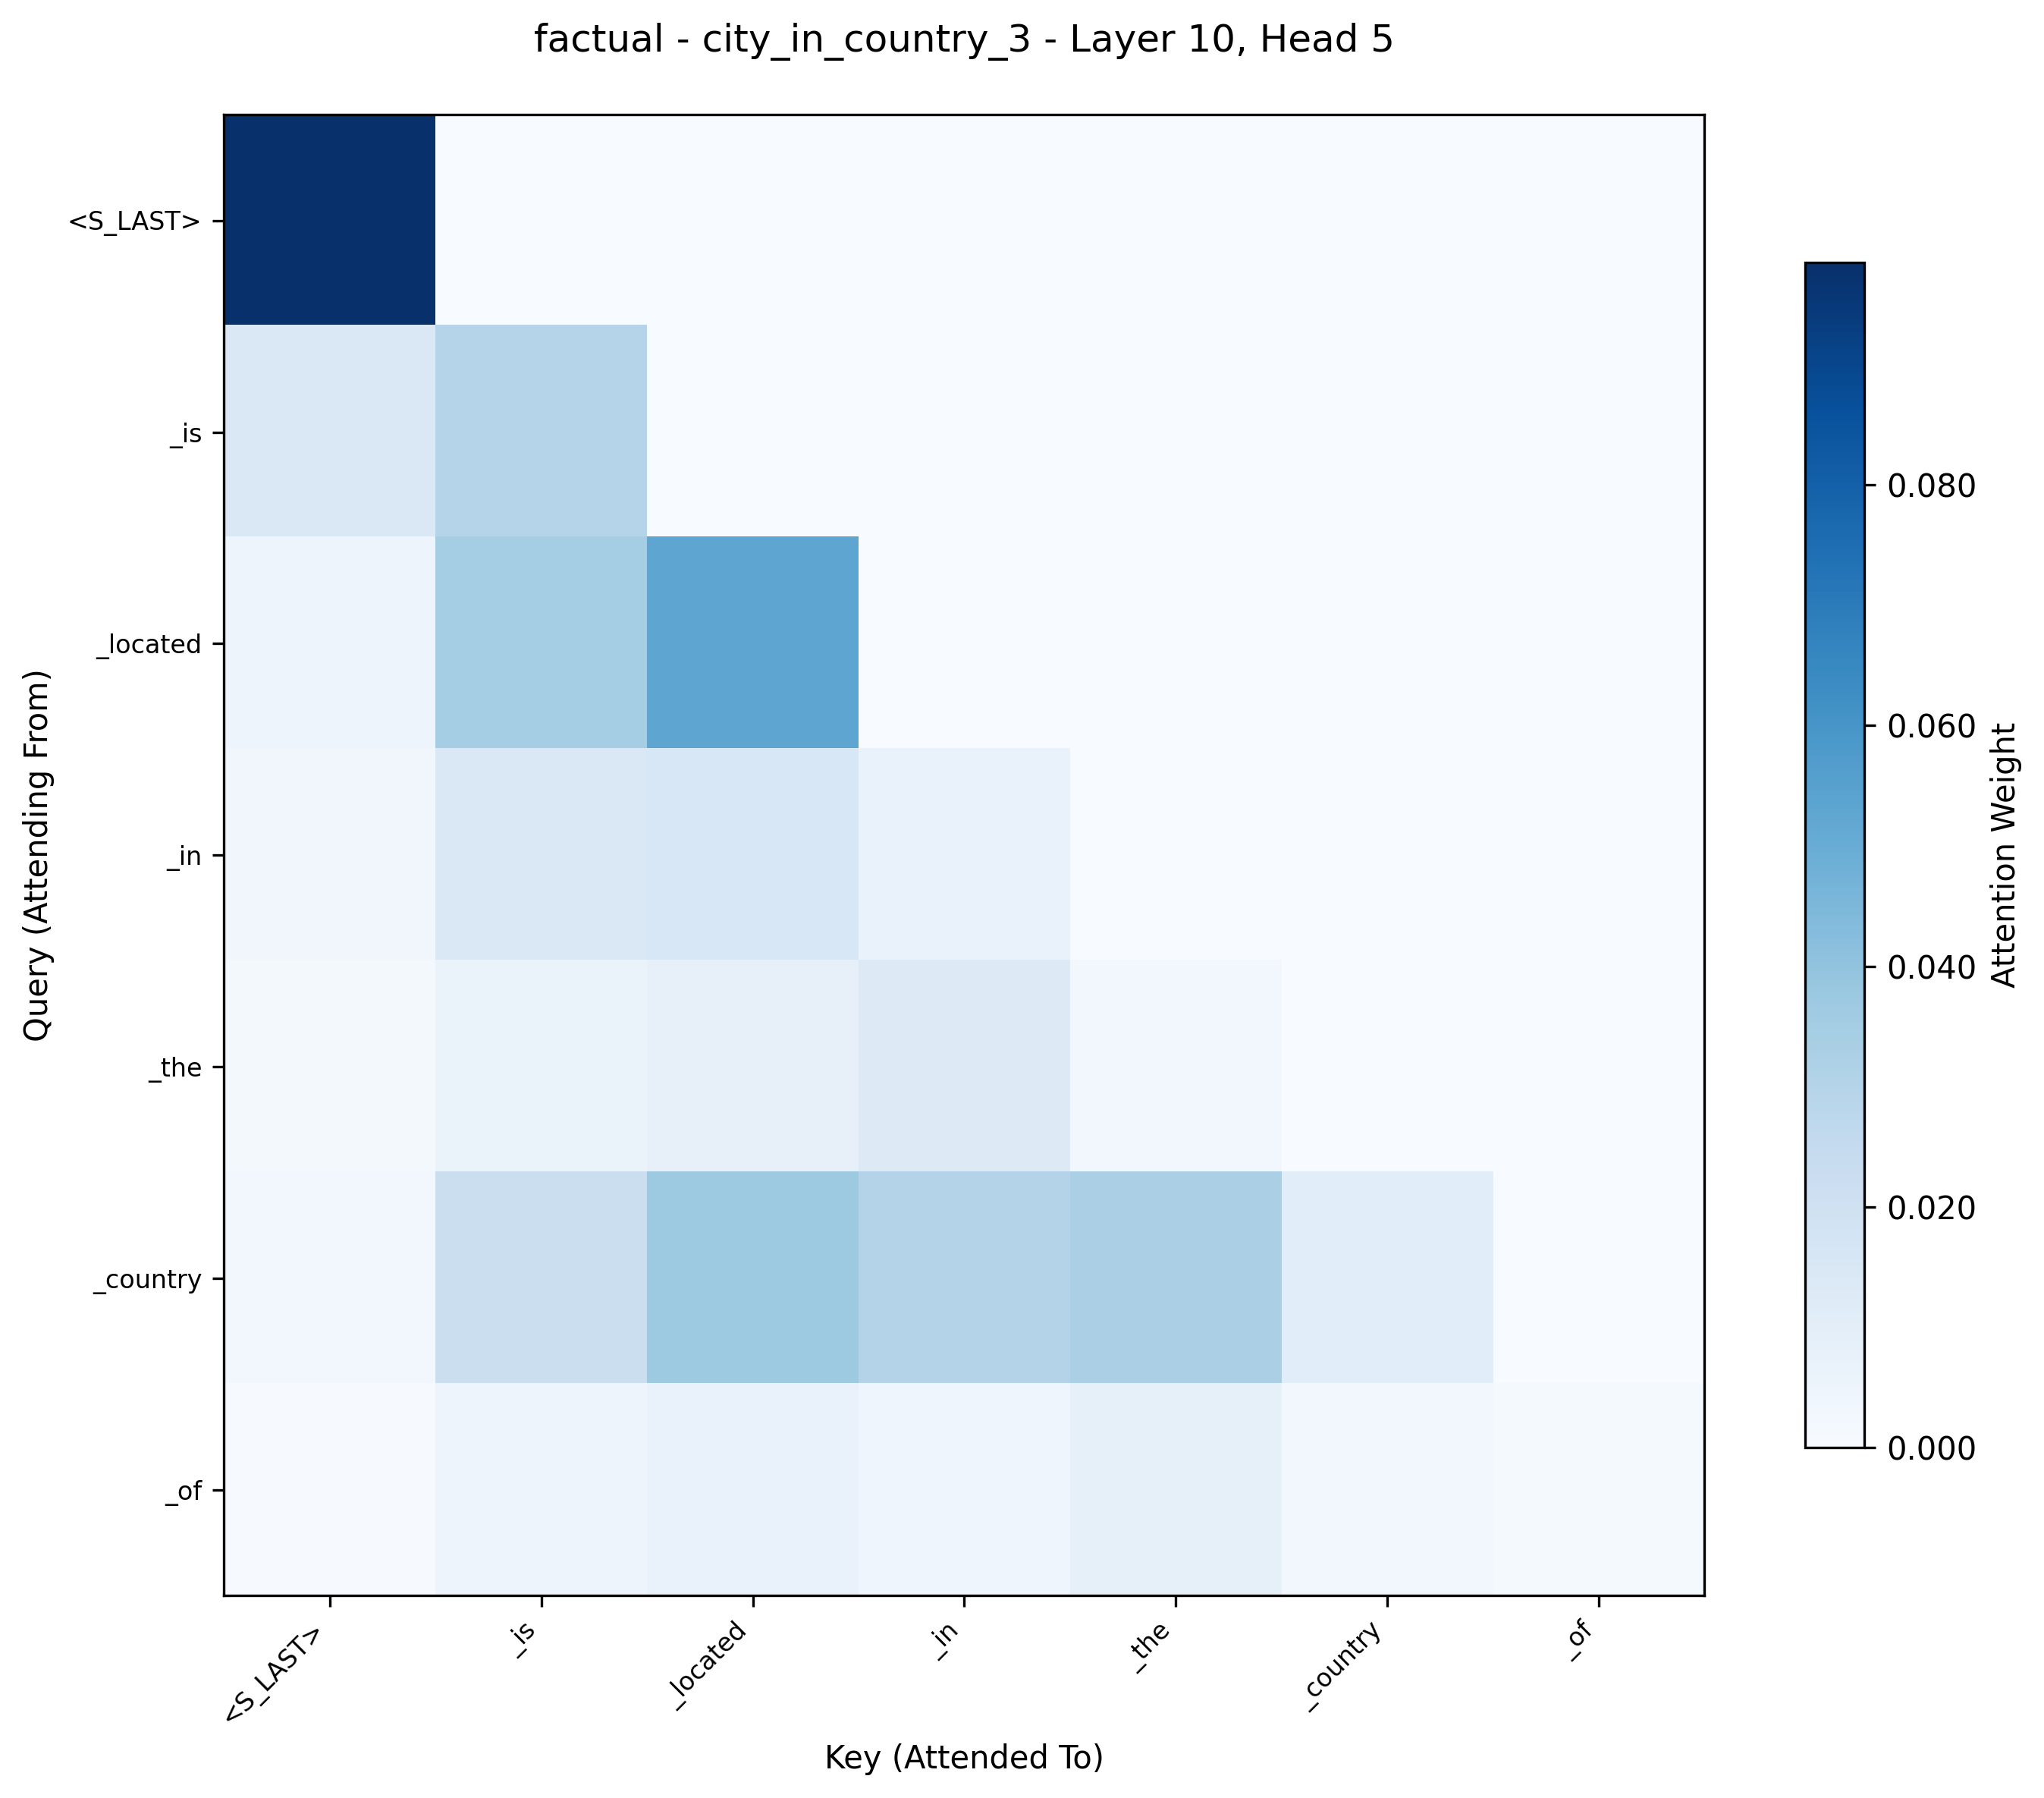 factual - city_in_country_3 - Layer 10, Head 5
<S_LAST>
_is
_located
_in
_the
_country
_of
Query (Attending From)
<S_LAST>
_is
_located
_in
_the
_country
_of
Key (Attended To)
0.080
0.060
0.040
0.020
0.000
Attention Weight